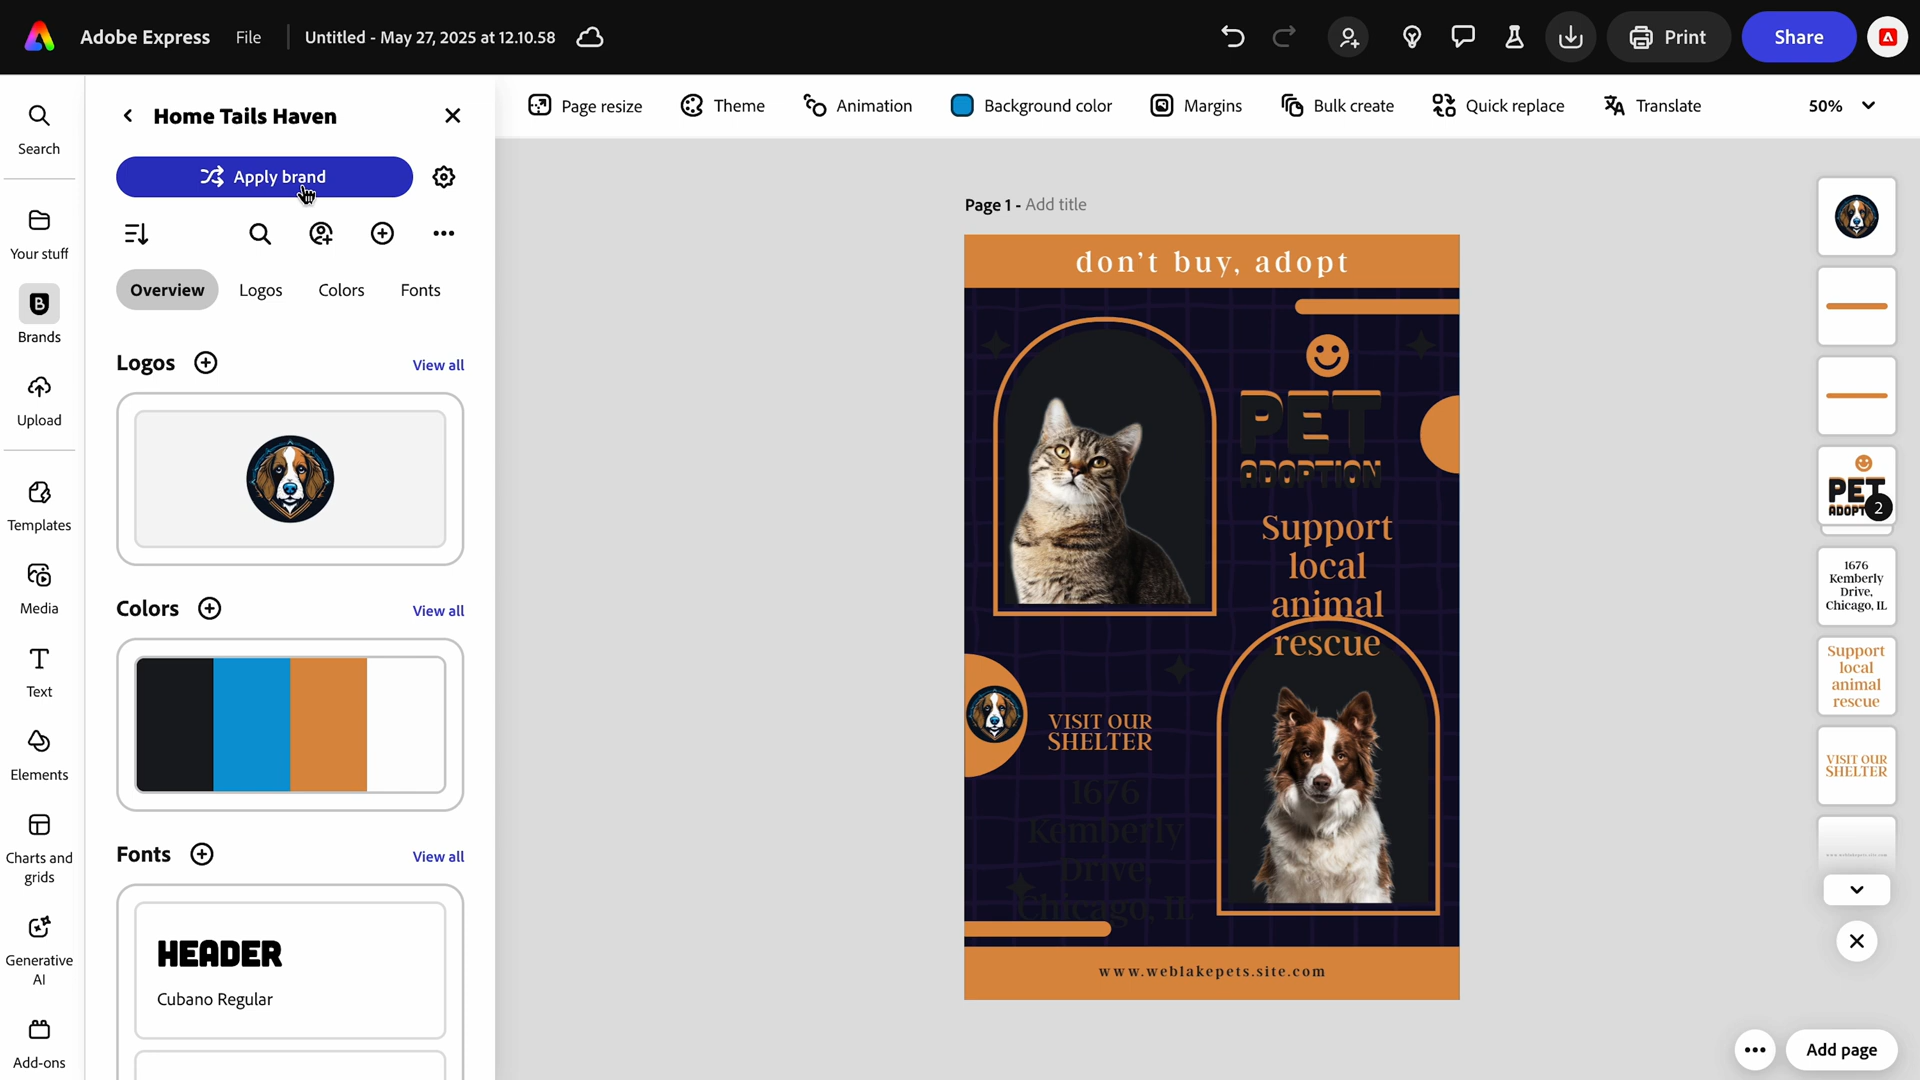 Adobe Express
File
Untitled - May 27, 2025 at 12.10.58
Print
Share
Search
Your stuff
Brands
Upload
Templates
Media
Text
Elements
Charts and
grids
Generative
AI
Add-ons
Home Tails Haven
Apply brand
Overview
Logos
Colors
Fonts
Logos
View all
Colors
View all
Fonts
View all
HEADER
Cubano Regular
Page resize
Theme
Animation
Background color
Margins
Bulk create
Quick replace
Translate
50%
Page 1 - Add title
don't buy, adopt
PET
ADOPTION
Support
local
animal
rescue
VISIT OUR
SHELTER
1676
Kemberly
Drive,
Chicago, IL
www.weblakepets.site.com
PET
ADOPT
2
1676
Kemberly
Drive,
Chicago, IL
Support
local
animal
rescue
VISIT OUR
SHELTER
www.weblakepets.site.com
Add page